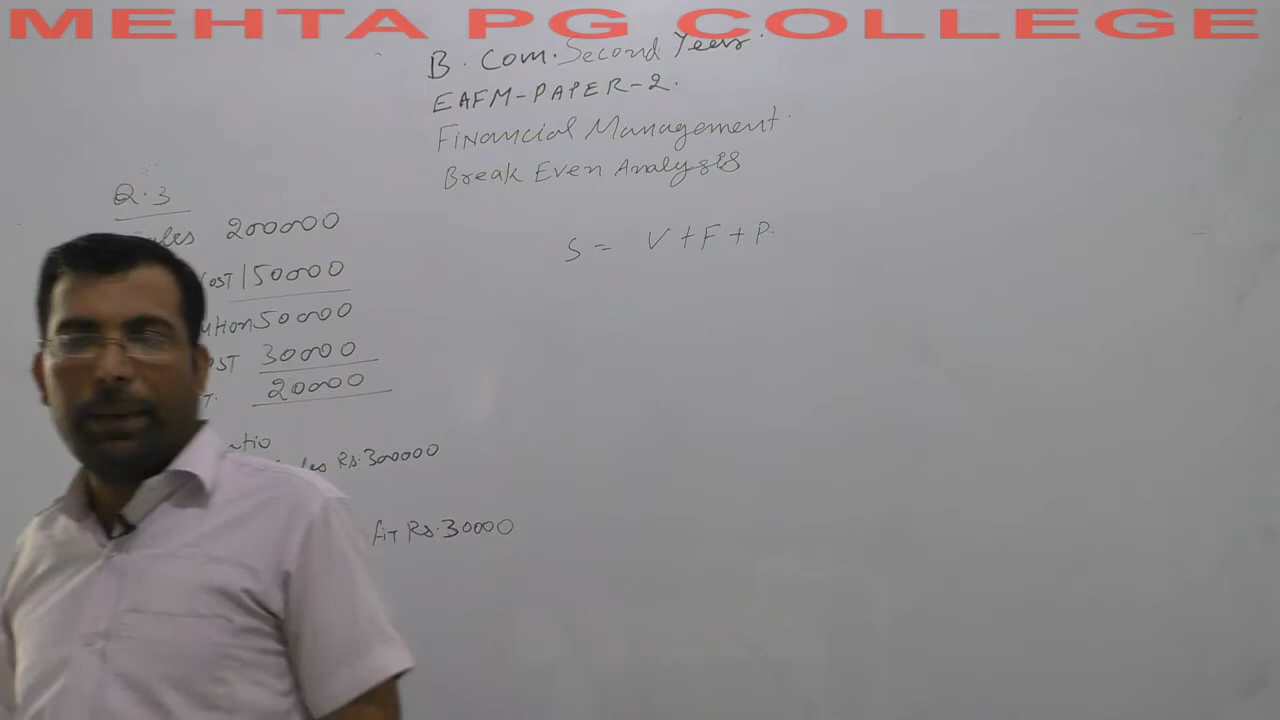 MEHTA PG COLLEGE
B. Com. Second Year
EAFM-PAPER-2.
Financial Management
Break Even Analysis
Q.3
200000
S = V+F+P.
150000
50000
30000
20000
Rs.300000
Rs.30000